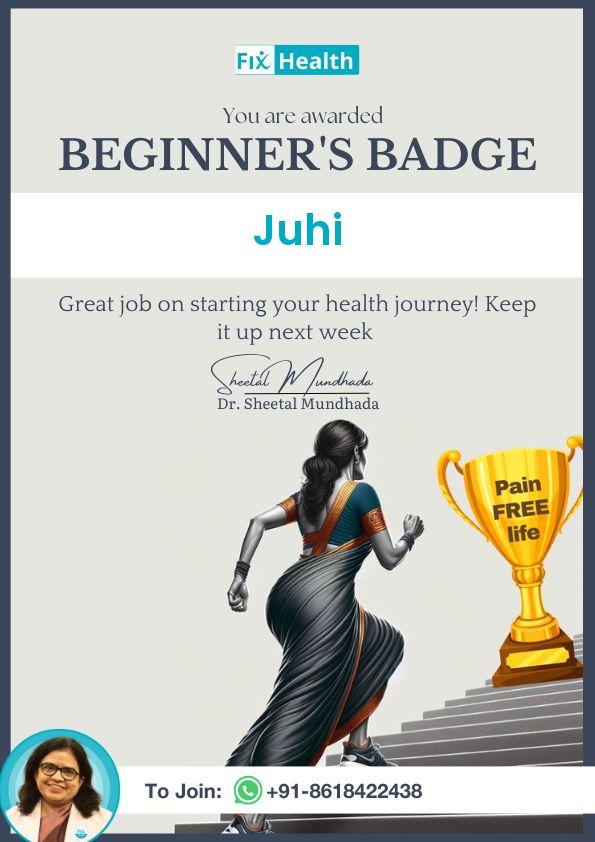 Fix Health
You are awarded
BEGINNER'S BADGE
Juhi
Great job on starting your health journey! Keep
it up next week
Sheetal Mundhada
Dr. Sheetal Mundhada
Pain
FREE
life
To Join: +91-8618422438